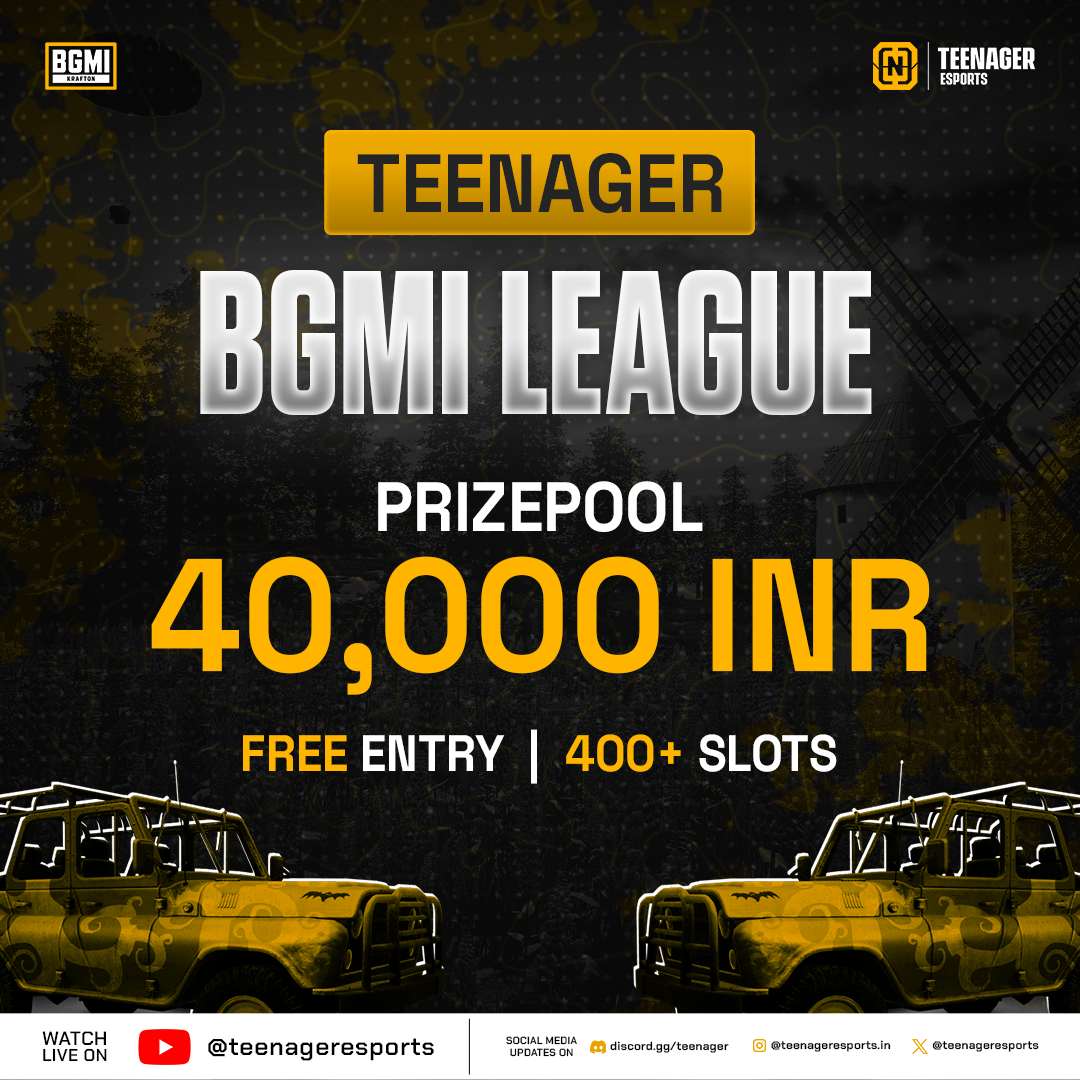 BGMI
KRAFTON
TEENAGER
ESPORTS
TEENAGER
BGMI LEAGUE
PRIZEPOOL
40,000 INR
FREE ENTRY | 400+ SLOTS
WATCH
LIVE ON
@teenageresports
SOCIAL MEDIA
UPDATES ON
discord.gg/teenager
@teenageresports.in
@teenageresports